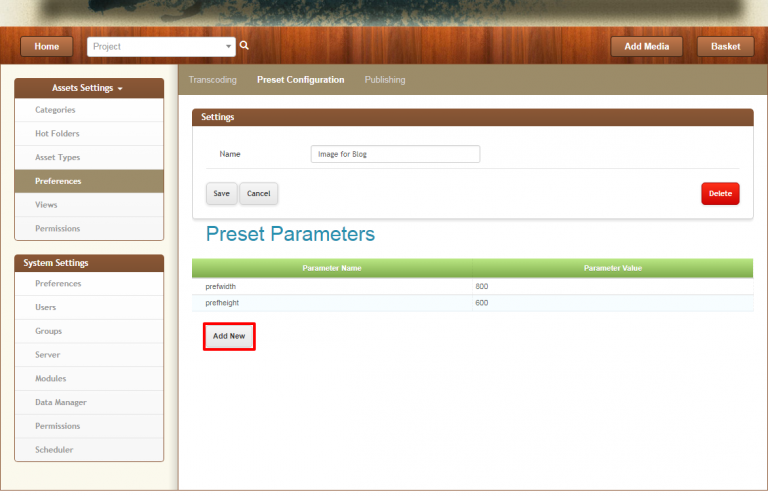 Home Project Add Media Basket
Transcoding Preset Configuration Publishing
Assets Settings
Categories
Hot Folders
Asset Types
Preferences
Views
Permissions
System Settings
Preferences
Users
Groups
Server
Modules
Data Manager
Permissions
Scheduler
Settings
Name Image for Blog
Save Cancel Delete
Preset Parameters
Parameter Name Parameter Value
prefwidth 800
prefheight 600
Add New